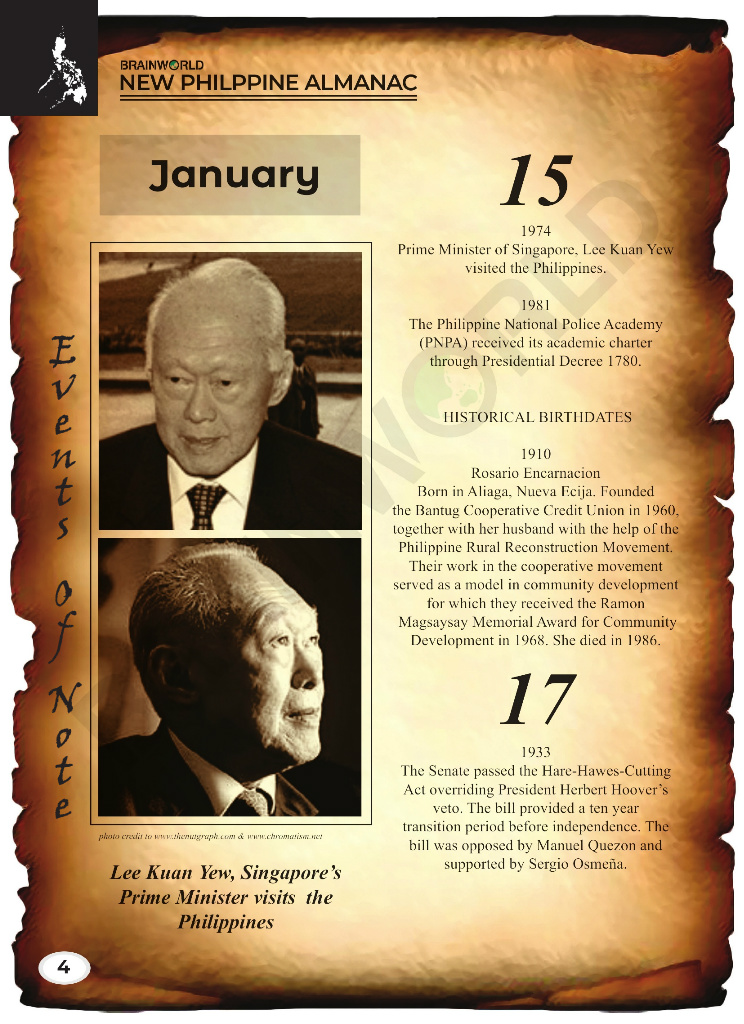 BRAINWORLD
NEW PHILPPINE ALMANAC
January
Events of Note
photo credit to www.themugraph.com & www.chromatism.net
Lee Kuan Yew, Singapore’s
Prime Minister visits the
Philippines
4
15
1974
Prime Minister of Singapore, Lee Kuan Yew
visited the Philippines.
1981
The Philippine National Police Academy
(PNPA) received its academic charter
through Presidential Decree 1780.
HISTORICAL BIRTHDATES
1910
Rosario Encarnacion
Born in Aliaga, Nueva Ecija. Founded
the Bantug Cooperative Credit Union in 1960,
together with her husband with the help of the
Philippine Rural Reconstruction Movement.
Their work in the cooperative movement
served as a model in community development
for which they received the Ramon
Magsaysay Memorial Award for Community
Development in 1968. She died in 1986.
17
1933
The Senate passed the Hare-Hawes-Cutting
Act overriding President Herbert Hoover’s
veto. The bill provided a ten year
transition period before independence. The
bill was opposed by Manuel Quezon and
supported by Sergio Osmeña.
BRAINWORLD